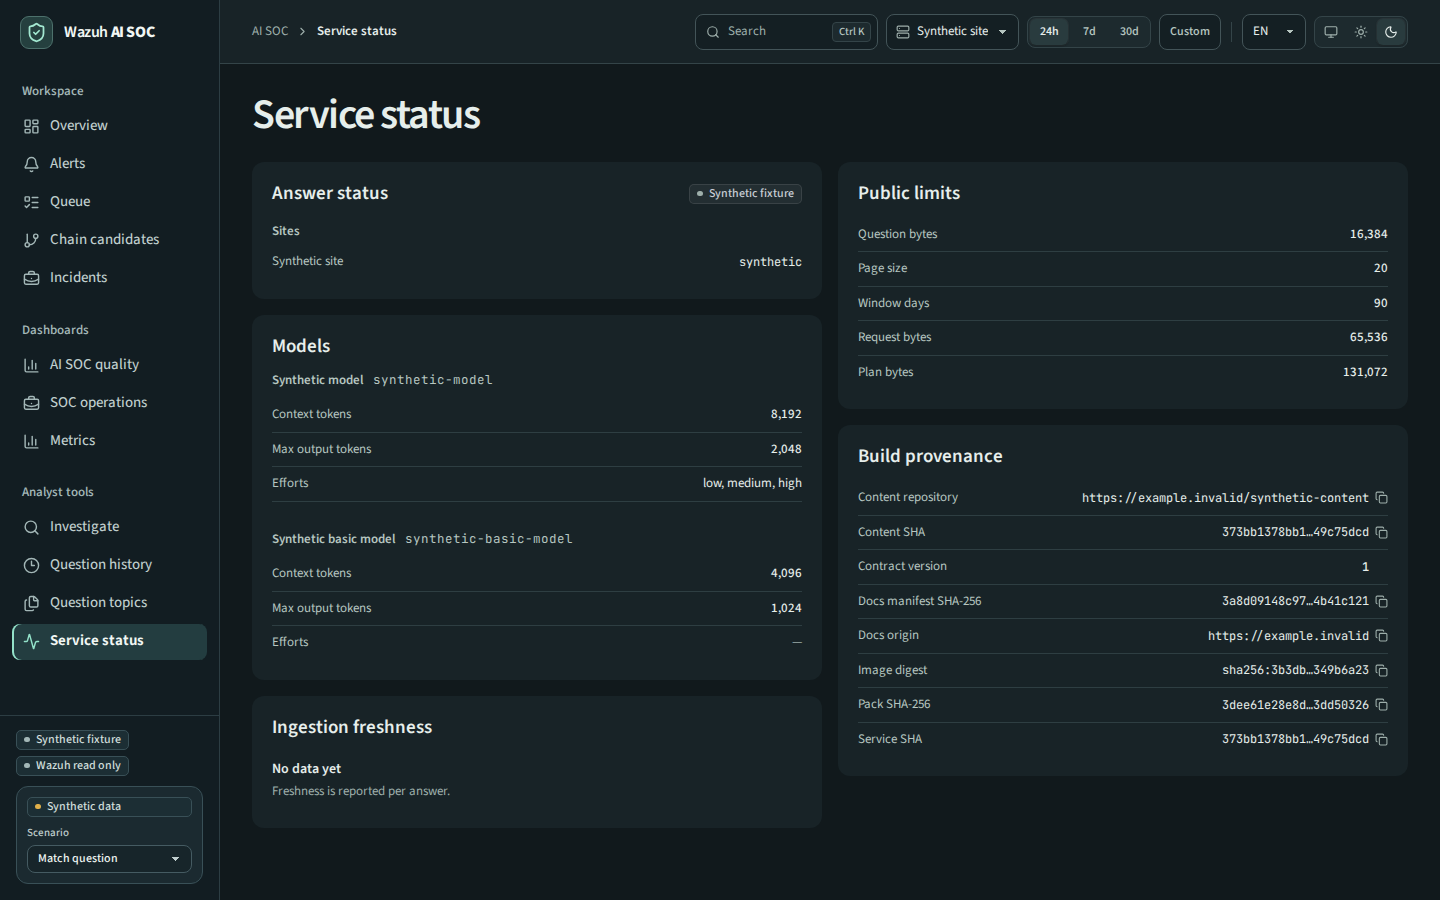 Wazuh AI SOC
Workspace
Overview
Alerts
Queue
Chain candidates
Incidents
Dashboards
AI SOC quality
SOC operations
Metrics
Analyst tools
Investigate
Question history
Question topics
Service status
Synthetic fixture
Wazuh read only
Synthetic data
Scenario
Match question
AI SOC > Service status
Search Ctrl K
Synthetic site
24h 7d 30d
Custom
EN
Service status
Answer status Synthetic fixture
Sites
Synthetic site synthetic
Models
Synthetic model synthetic-model
Context tokens 8,192
Max output tokens 2,048
Efforts low, medium, high
Synthetic basic model synthetic-basic-model
Context tokens 4,096
Max output tokens 1,024
Efforts —
Ingestion freshness
No data yet
Freshness is reported per answer.
Public limits
Question bytes 16,384
Page size 20
Window days 90
Request bytes 65,536
Plan bytes 131,072
Build provenance
Content repository https://example.invalid/synthetic-content
Content SHA 373bb1378bb1…49c75dcd
Contract version 1
Docs manifest SHA-256 3a8d09148c97…4b41c121
Docs origin https://example.invalid
Image digest sha256:3b3db…349b6a23
Pack SHA-256 3dee61e28e8d…3dd50326
Service SHA 373bb1378bb1…49c75dcd